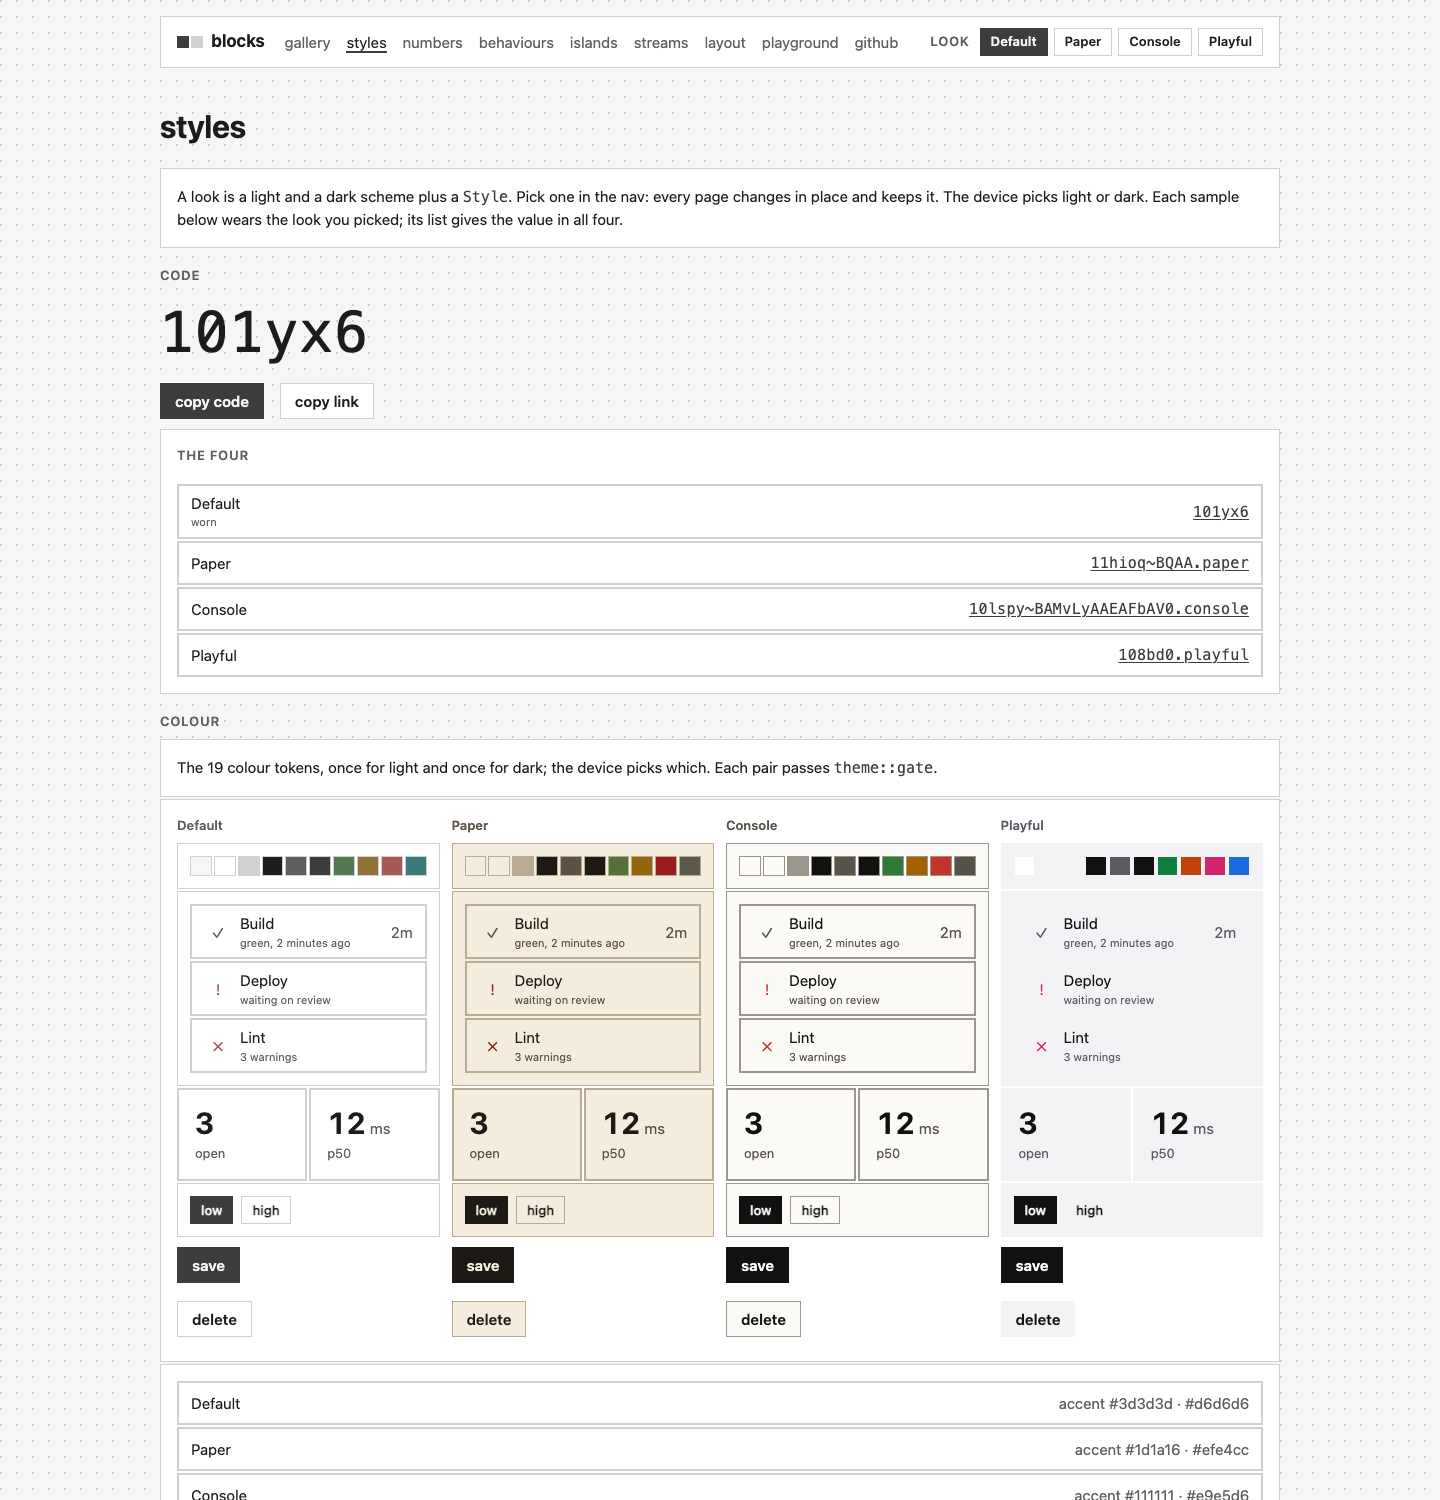 blocks gallery styles numbers behaviours islands streams layout playground github LOOK Default Paper Console Playful
styles
A look is a light and a dark scheme plus a Style. Pick one in the nav: every page changes in place and keeps it. The device picks light or dark. Each sample
below wears the look you picked; its list gives the value in all four.
CODE
101yx6
copy code copy link
THE FOUR
Default
worn
101yx6
Paper 11hioq~BQAA.paper
Console 10lspy~BAMvLyAAEAFbAV0.console
Playful 108bd0.playful
COLOUR
The 19 colour tokens, once for light and once for dark; the device picks which. Each pair passes theme::gate.
Default
Build
green, 2 minutes ago
2m
Deploy
waiting on review
Lint
3 warnings
3
open
12 ms
p50
low high
save
delete
Paper
Build
green, 2 minutes ago
2m
Deploy
waiting on review
Lint
3 warnings
3
open
12 ms
p50
low high
save
delete
Console
Build
green, 2 minutes ago
2m
Deploy
waiting on review
Lint
3 warnings
3
open
12 ms
p50
low high
save
delete
Playful
Build
green, 2 minutes ago
2m
Deploy
waiting on review
Lint
3 warnings
3
open
12 ms
p50
low high
save
delete
Default accent #3d3d3d · #d6d6d6
Paper accent #1d1a16 · #efe4cc
Console accent #111111 · #e9e5d6